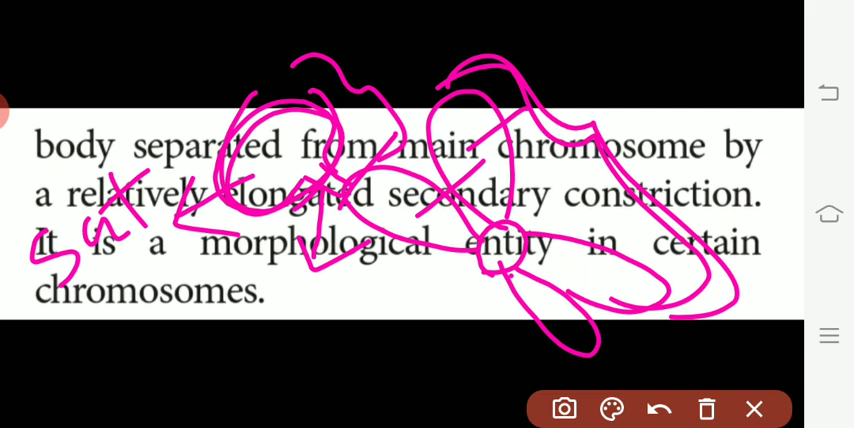 body separated from main chromosome by
a relatively elongated secondary constriction.
It is a morphological entity in certain
chromosomes.